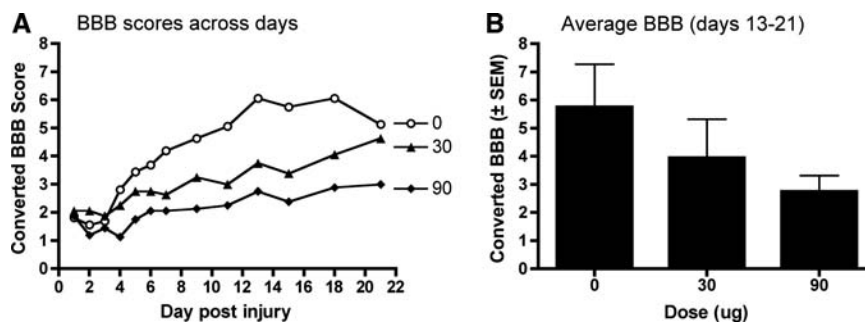 A BBB scores across days
Converted BBB Score
8
7
6
5
4
3
2
1
0
0 2 4 6 8 10 12 14 16 18 20 22
Day post injury
0
30
90
B Average BBB (days 13-21)
Converted BBB (± SEM)
8
7
6
5
4
3
2
1
0
0 30 90
Dose (ug)